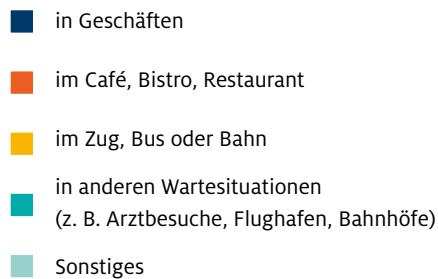 in Geschäften
im Café, Bistro, Restaurant
im Zug, Bus oder Bahn
in anderen Wartesituationen
(z. B. Arztbesuche, Flughafen, Bahnhöfe)
Sonstiges